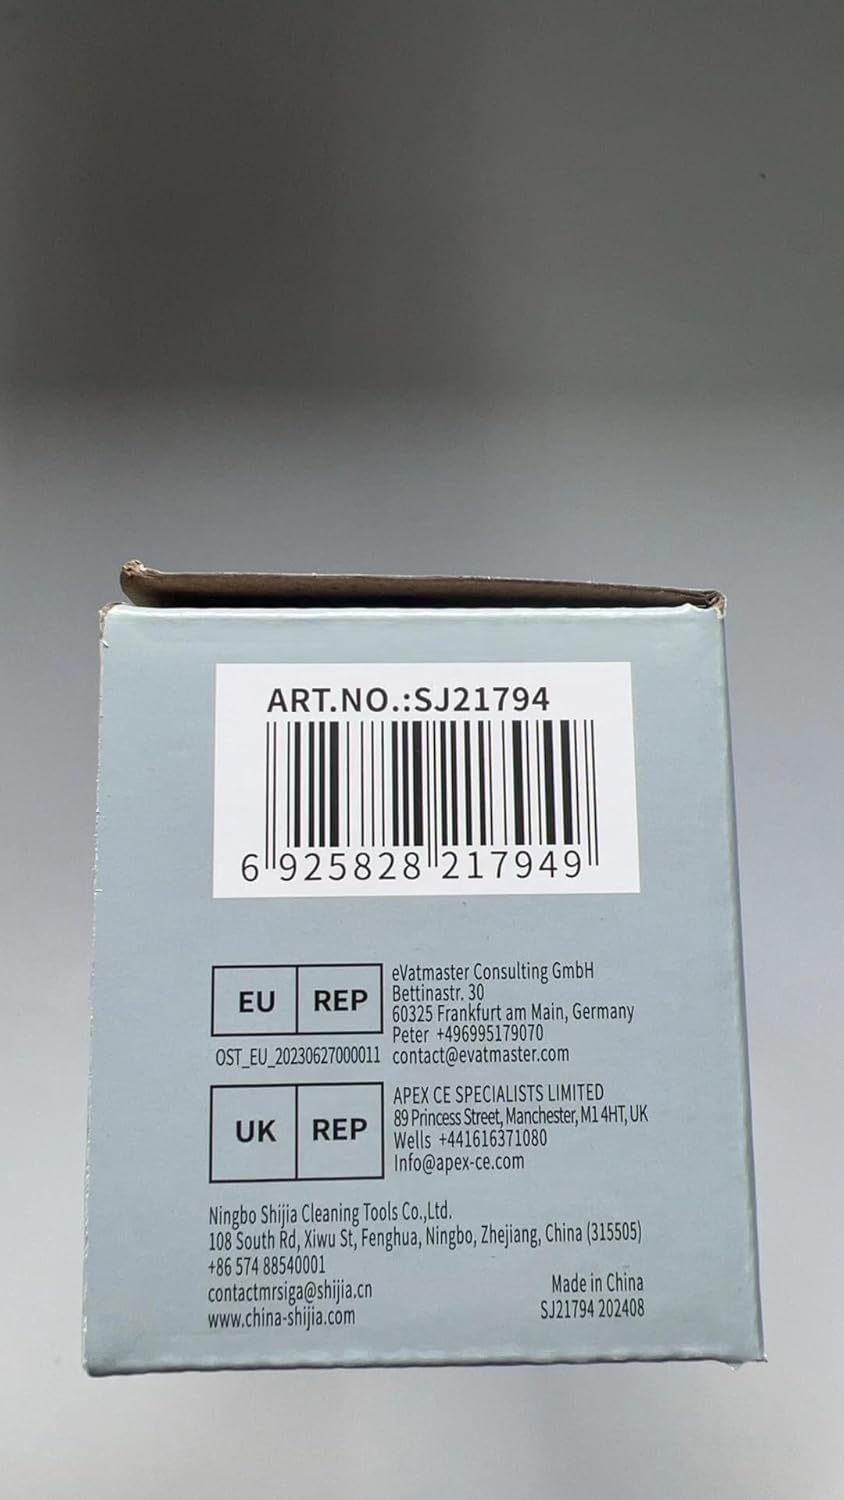 ART.NO.:SJ21794
6 925828 217949
EU REP
eVatmaster Consulting GmbH
Bettinastr. 30
60325 Frankfurt am Main, Germany
Peter +496995179070
OST_EU_20230627000011 contact@evatmaster.com
UK REP
APEX CE SPECIALISTS LIMITED
89 Princess Street, Manchester, M1 4HT, UK
Wells +441616371080
Info@apex-ce.com
Ningbo Shijia Cleaning Tools Co.,Ltd.
108 South Rd, Xiwu St, Fenghua, Ningbo, Zhejiang, China (315505)
+86 574 88540001
contactmrsiga@shijia.cn
www.china-shijia.com
Made in China
SJ21794 202408